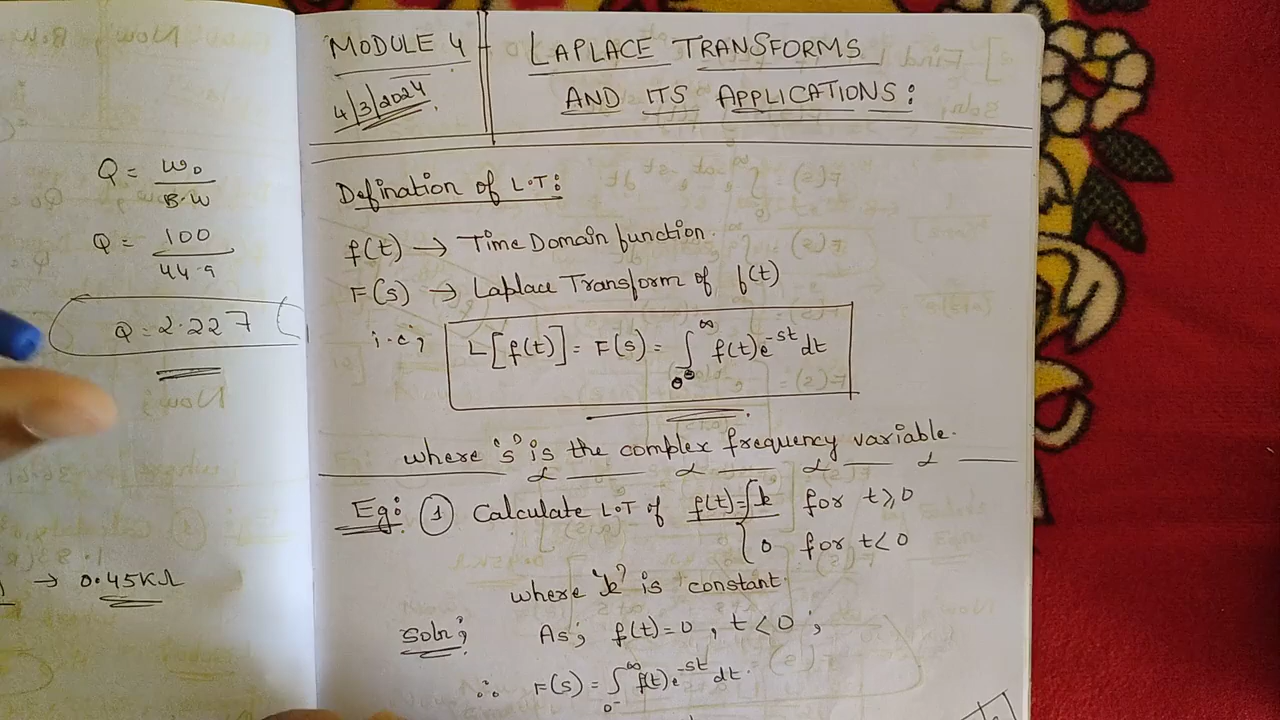 Q = ω0 / B.W
Q = 100 / 44.9
Q = 2.227
→ 0.45KΩ
MODULE 4
4/3/2024
LAPLACE TRANSFORMS
AND ITS APPLICATIONS:
Defination of L.T:
f(t) → Time Domain function.
F(s) → Laplace Transform of f(t)
i.e; L[f(t)] = F(s) = ∫0^∞ f(t)e^-st dt
where 's' is the complex frequency variable.
Eg: ① Calculate L.T of f(t) = { k for t ≥ 0
0 for t < 0
where 'k' is constant.
Soln; As; f(t) = 0, t < 0;
∴ F(s) = ∫0^-^∞ f(t)e^-st dt.